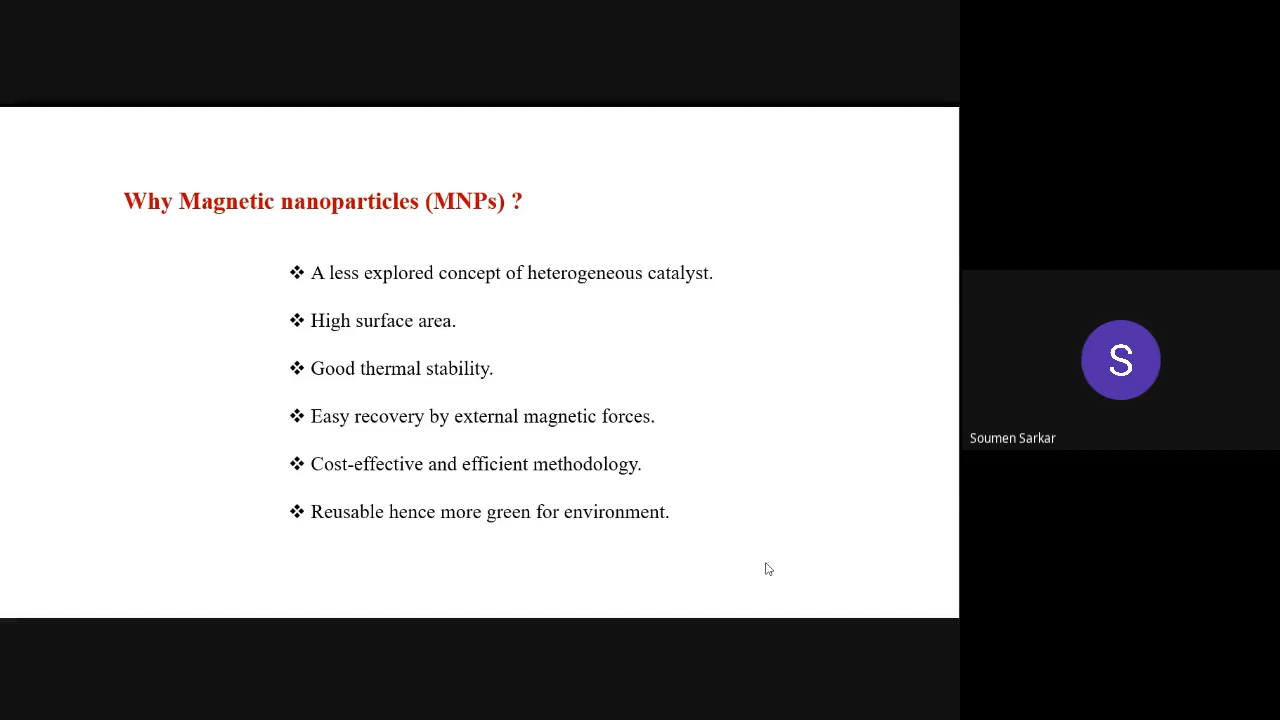 Why Magnetic nanoparticles (MNPs) ?
❖ A less explored concept of heterogeneous catalyst.
❖ High surface area.
❖ Good thermal stability.
❖ Easy recovery by external magnetic forces.
❖ Cost-effective and efficient methodology.
❖ Reusable hence more green for environment.
S
Soumen Sarkar